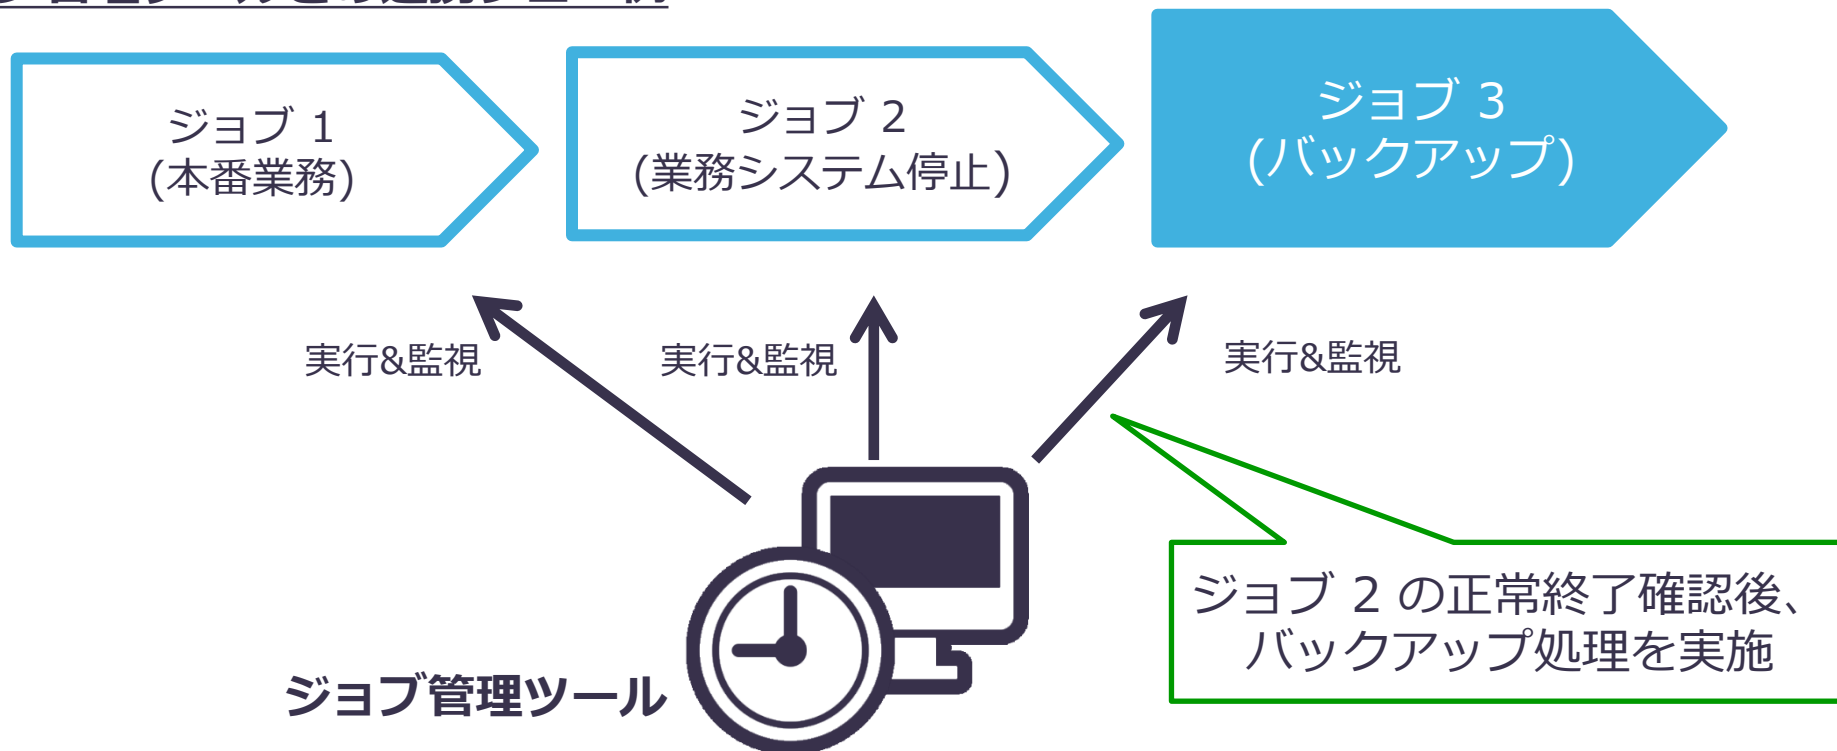 ジョブ 1
(本番業務)
ジョブ 2
(業務システム停止)
ジョブ 3
(バックアップ)
実行&監視
実行&監視
実行&監視
ジョブ 2 の正常終了確認後、
バックアップ処理を実施
ジョブ管理ツール